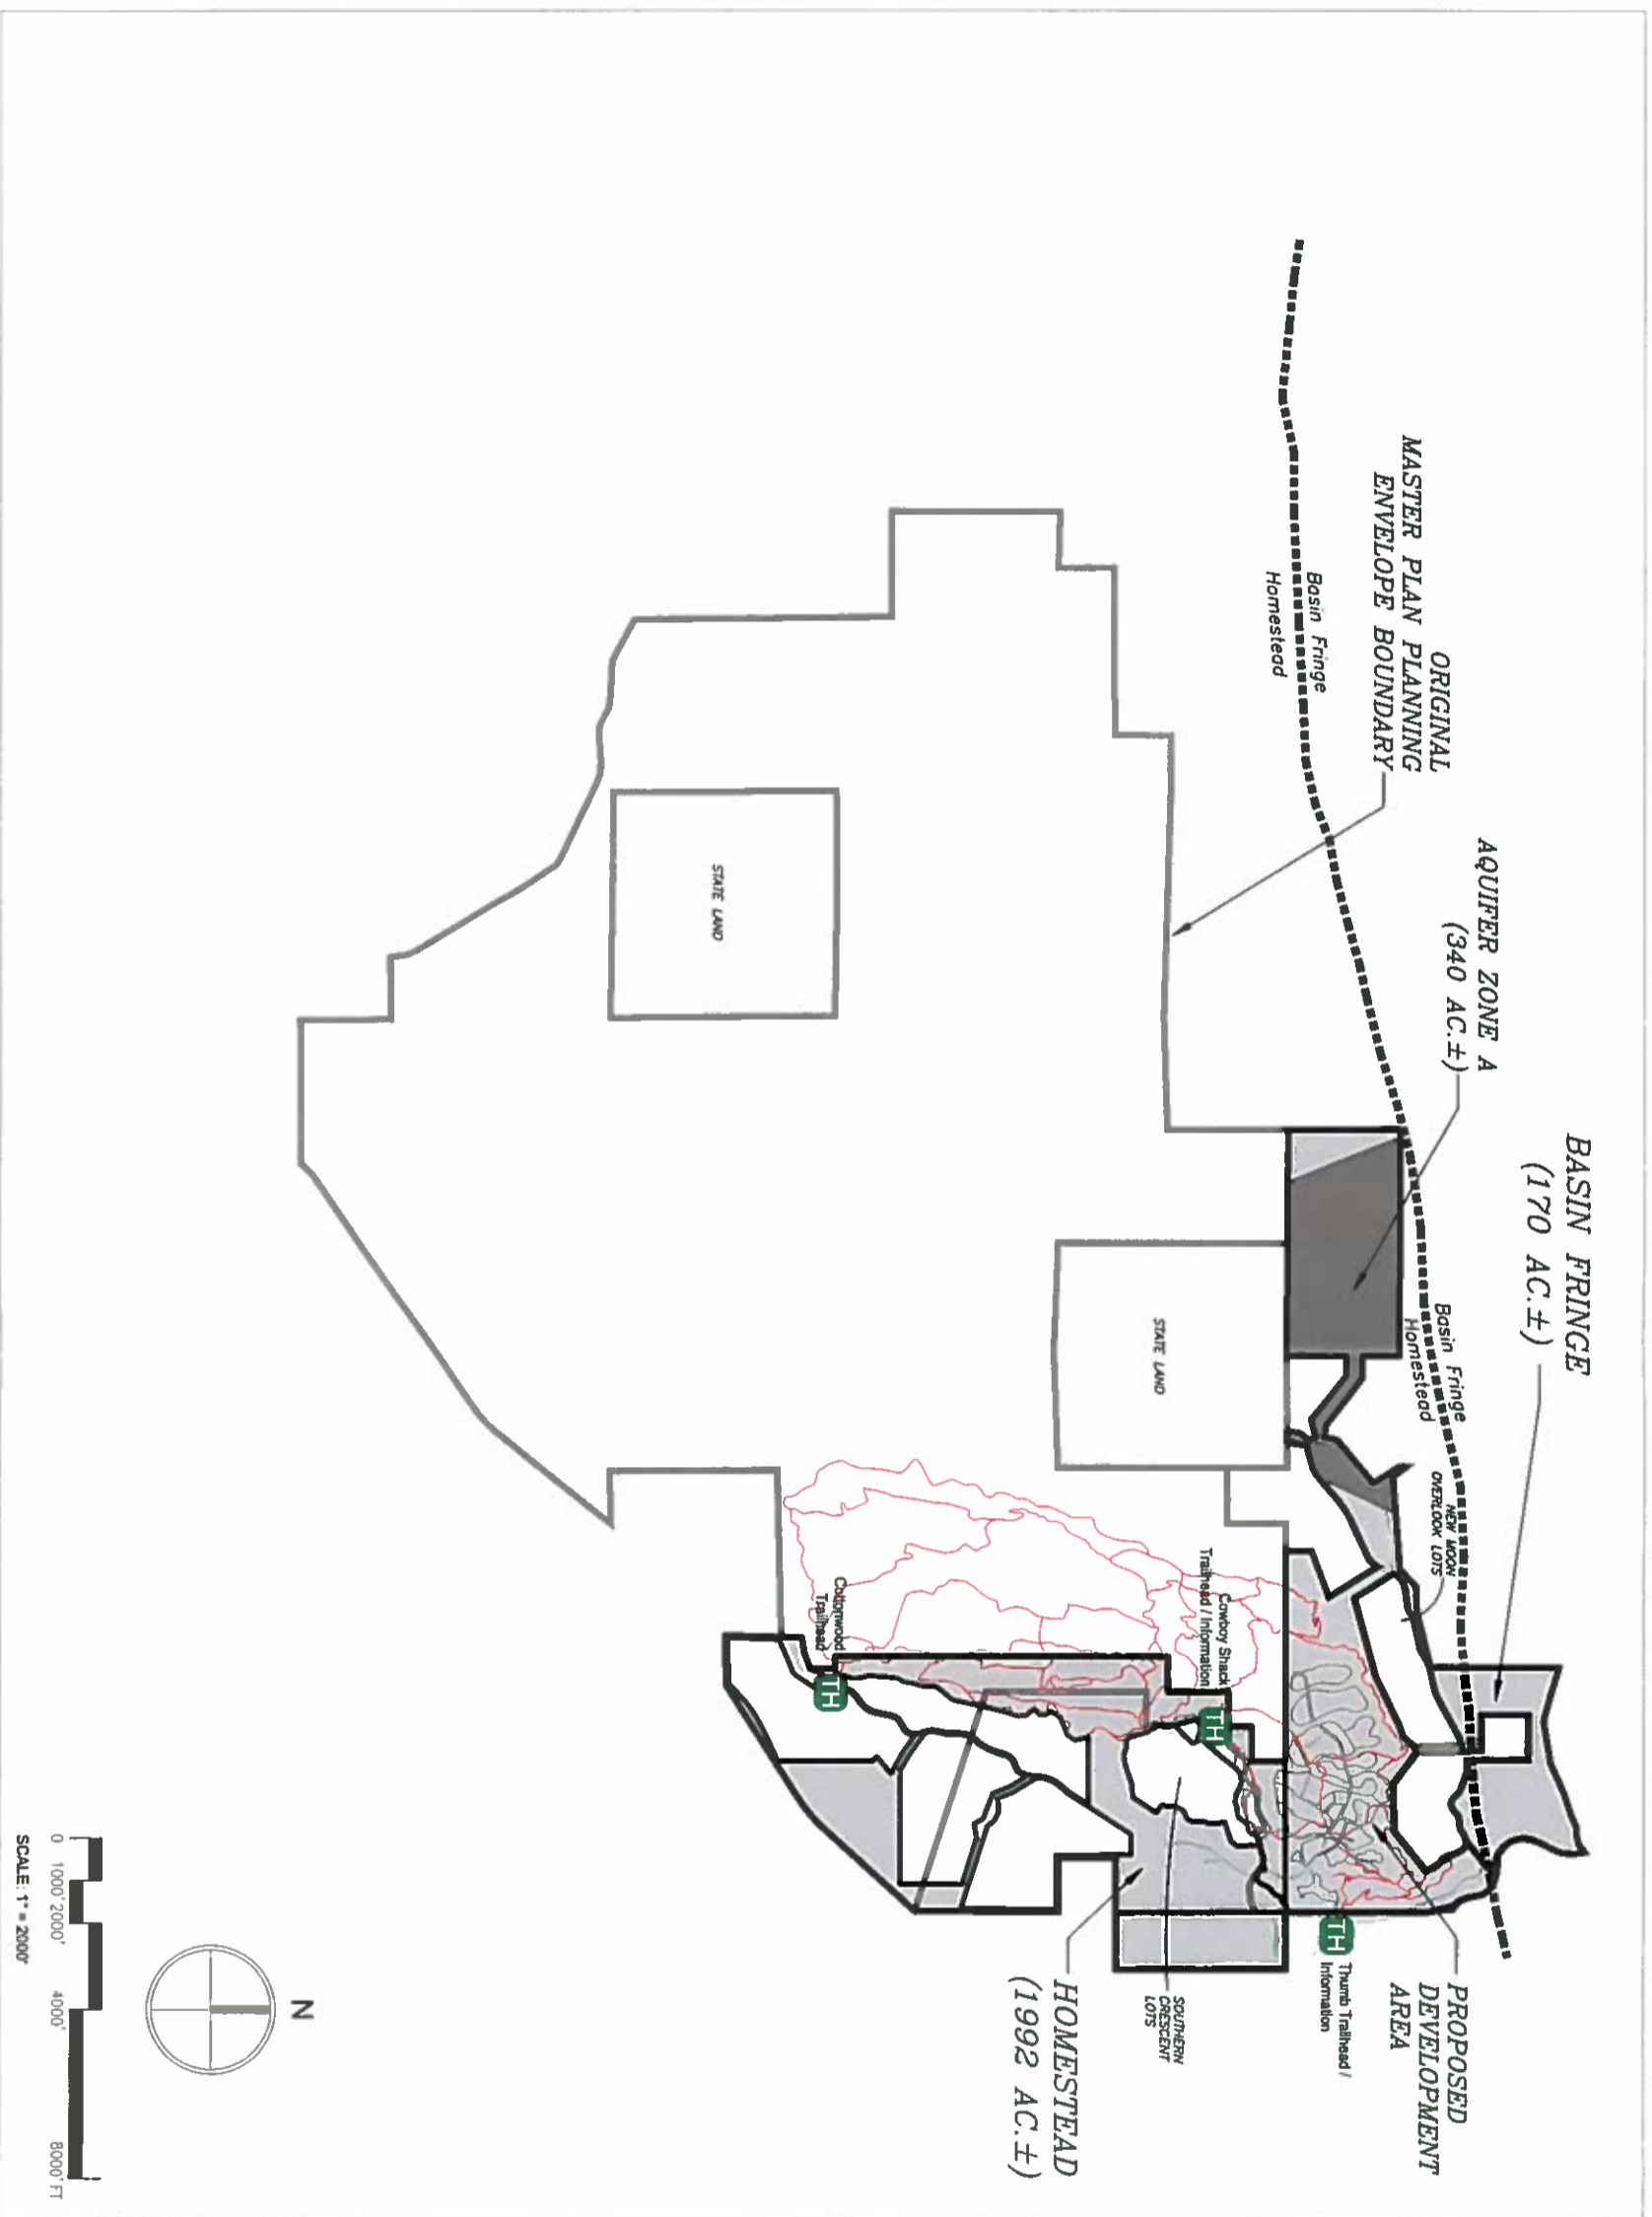 ORIGINAL
MASTER PLAN PLANNING
ENVELOPE BOUNDARY
AQUIFER ZONE A
(340 AC.±)
BASIN FRINGE
(170 AC.±)
Basin Fringe
Homestead
Basin Fringe
Homestead
NEW MOON
OVERLOOK LOTS
STATE LAND
STATE LAND
Cowboy Shack
Trailhead / Information
Cottonwood
Trailhead
TH
TH
TH
Thumb Trailhead /
Information
PROPOSED
DEVELOPMENT
AREA
SOUTHERN
CRESCENT
LOTS
HOMESTEAD
(1992 AC.±)
N
0 1000' 2000' 4000' 8000' FT
SCALE: 1" = 2000'